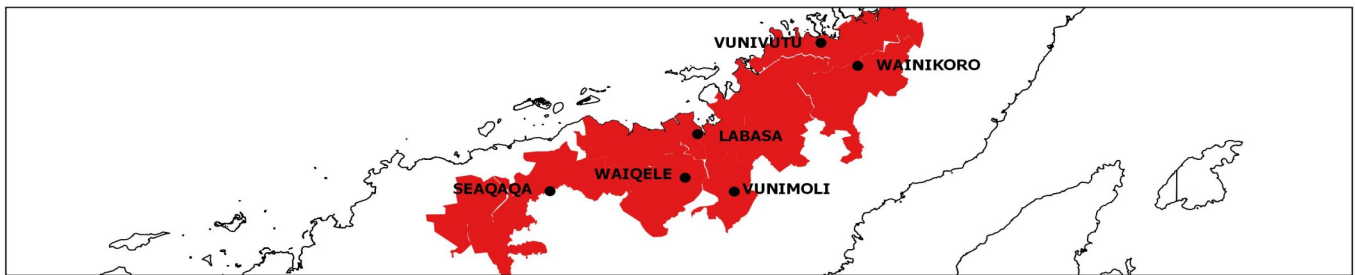 VUNIVUTU
WAINIKORO
LABASA
WAIQELE
SEAQAQA
VUNIMOLI